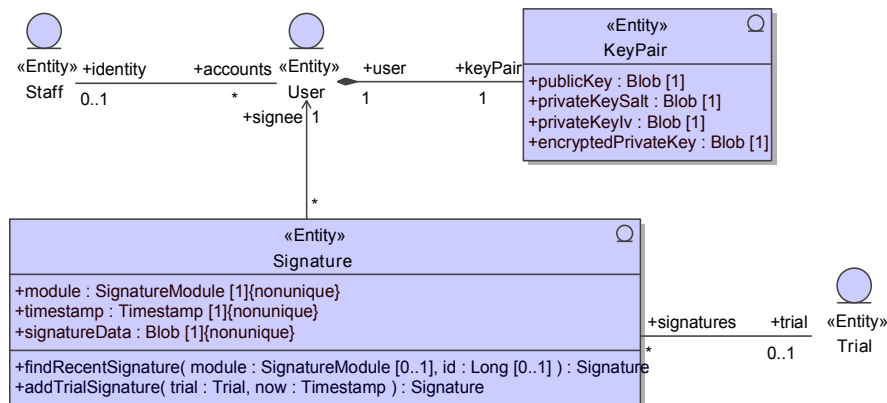 «Entity»
KeyPair
+publicKey : Blob [1]
+privateKeySalt : Blob [1]
+privateKeyIv : Blob [1]
+encryptedPrivateKey : Blob [1]
«Entity»
Staff
+identity
0..1
+accounts
*
«Entity»
User
+user
1
+keyPair
1
+signee
1
*
«Entity»
Signature
+module : SignatureModule [1]{nonunique}
+timestamp : Timestamp [1]{nonunique}
+signatureData : Blob [1]{nonunique}
+findRecentSignature( module : SignatureModule [0..1], id : Long [0..1] ) : Signature
+addTrialSignature( trial : Trial, now : Timestamp ) : Signature
+signatures
*
+trial
0..1
«Entity»
Trial